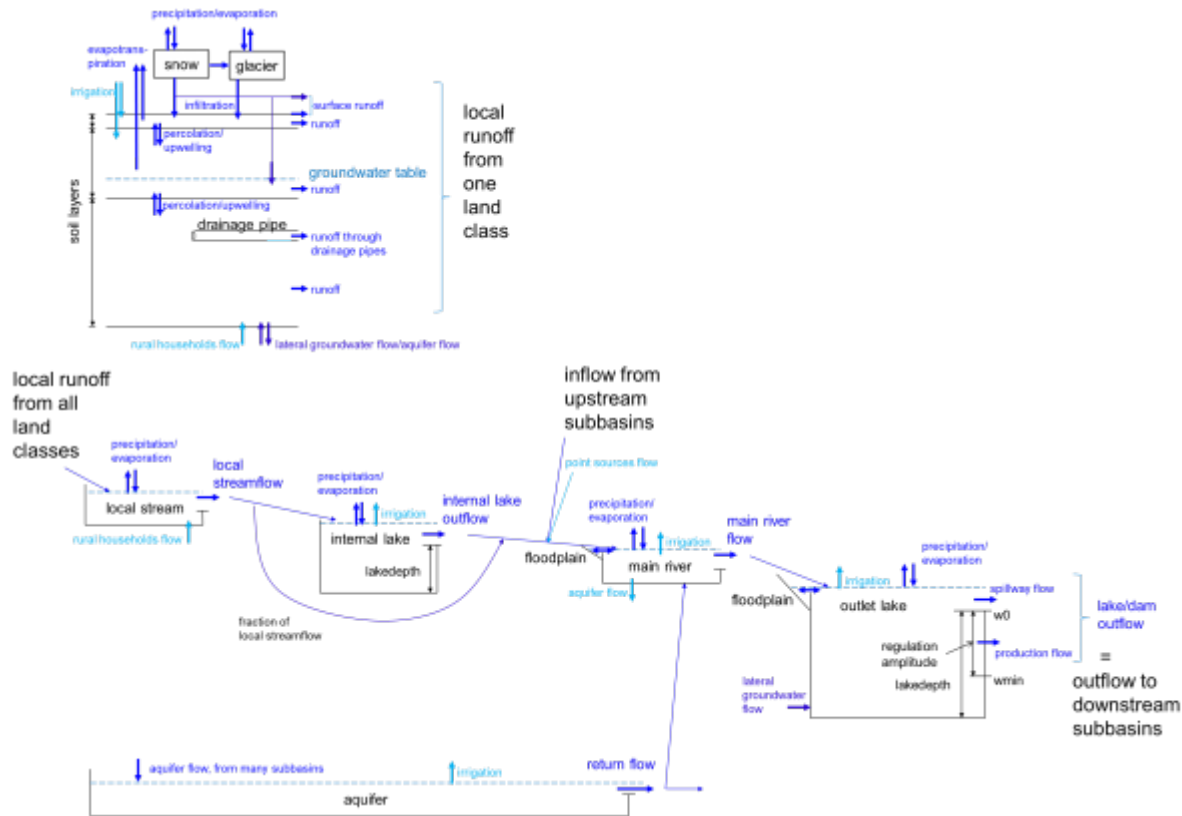 precipitation/evaporation
evapotrans-
piration
snow
glacier
irrigation
infiltration
surface runoff
runoff
percolation/
upwelling
groundwater table
runoff
percolation/upwelling
soil layers
drainage pipe
runoff through
drainage pipes
runoff
rural households flow
lateral groundwater flow/aquifer flow
local
runoff
from
one
land
class
local runoff
from all
land
classes
precipitation/
evaporation
local
streamflow
local stream
rural households flow
precipitation/
evaporation
irrigation
internal lake
lakedepth
internal lake
outflow
fraction of
local streamflow
inflow from
upstream
subbasins
point sources flow
precipitation/
evaporation
irrigation
floodplain
main river
aquifer flow
main river
flow
precipitation/
evaporation
irrigation
floodplain
outlet lake
spillway flow
w0
regulation
amplitude
production flow
lakedepth
wmin
lateral
groundwater
flow
lake/dam
outflow
=
outflow to
downstream
subbasins
aquifer flow, from many subbasins
irrigation
return flow
aquifer